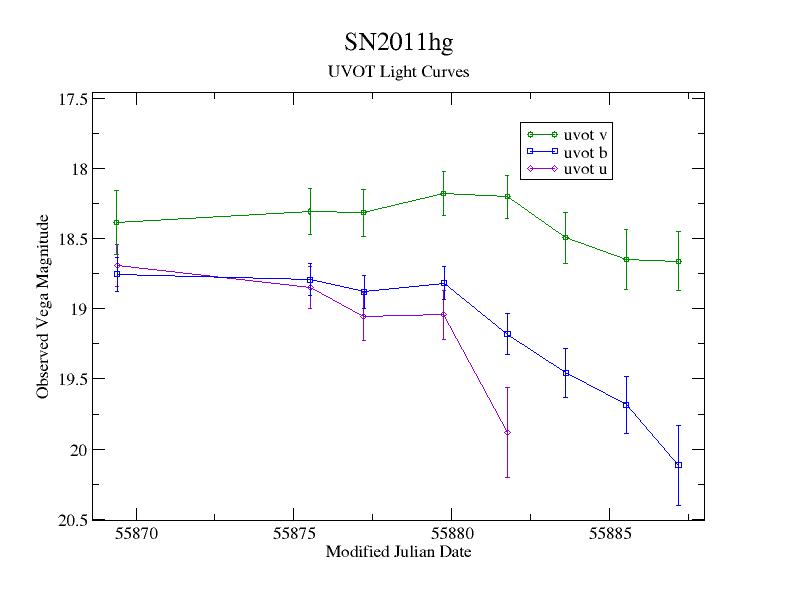 SN2011hg
UVOT Light Curves
uvot v
uvot b
uvot u
Observed Vega Magnitude
17.5
18
18.5
19
19.5
20
20.5
55870 55875 55880 55885
Modified Julian Date